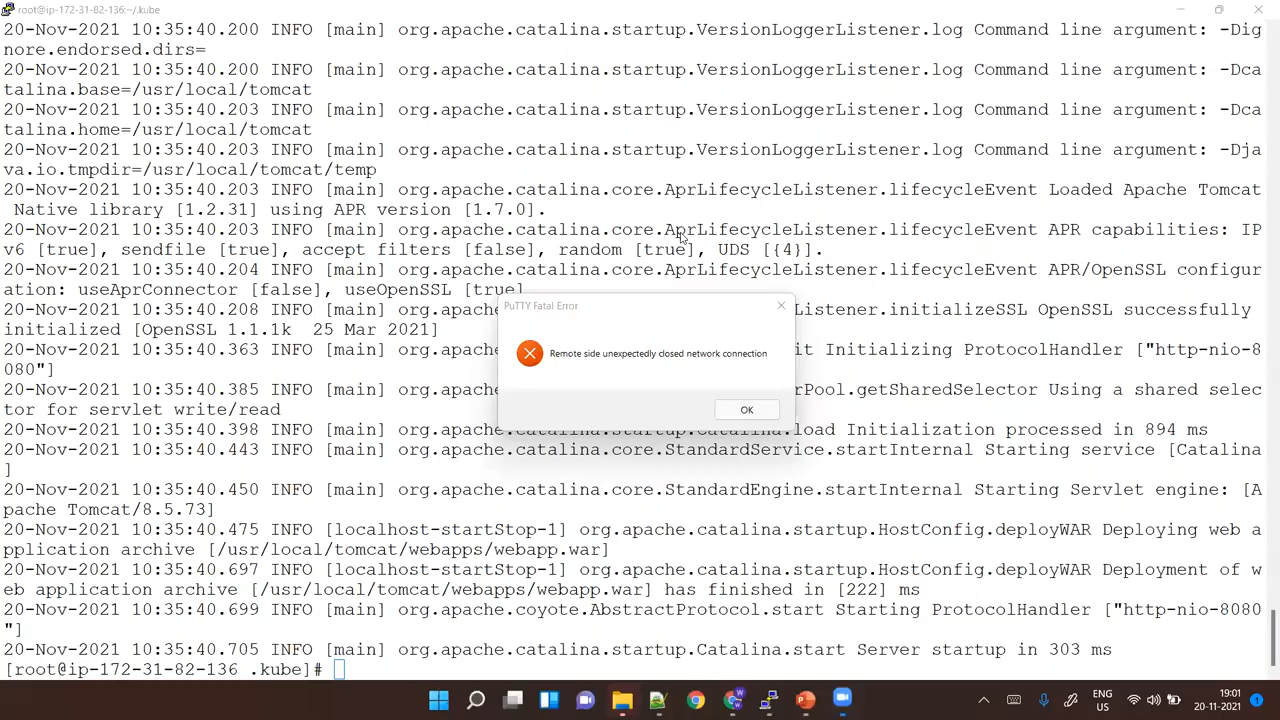 root@ip-172-31-82-136:~/.kube
20-Nov-2021 10:35:40.200 INFO [main] org.apache.catalina.startup.VersionLoggerListener.log Command line argument: -Dig
nore.endorsed.dirs=
20-Nov-2021 10:35:40.200 INFO [main] org.apache.catalina.startup.VersionLoggerListener.log Command line argument: -Dca
talina.base=/usr/local/tomcat
20-Nov-2021 10:35:40.203 INFO [main] org.apache.catalina.startup.VersionLoggerListener.log Command line argument: -Dca
talina.home=/usr/local/tomcat
20-Nov-2021 10:35:40.203 INFO [main] org.apache.catalina.startup.VersionLoggerListener.log Command line argument: -Dja
va.io.tmpdir=/usr/local/tomcat/temp
20-Nov-2021 10:35:40.203 INFO [main] org.apache.catalina.core.AprLifecycleListener.lifecycleEvent Loaded Apache Tomcat
Native library [1.2.31] using APR version [1.7.0].
20-Nov-2021 10:35:40.203 INFO [main] org.apache.catalina.core.AprLifecycleListener.lifecycleEvent APR capabilities: IP
v6 [true], sendfile [true], accept filters [false], random [true], UDS [{4}].
20-Nov-2021 10:35:40.204 INFO [main] org.apache.catalina.core.AprLifecycleListener.lifecycleEvent APR/OpenSSL configur
ation: useAprConnector [false], useOpenSSL [true]
20-Nov-2021 10:35:40.208 INFO [main] org.apache.c Listener.initializeSSL OpenSSL successfully
initialized [OpenSSL 1.1.1k  25 Mar 2021]
20-Nov-2021 10:35:40.363 INFO [main] org.apache.c it Initializing ProtocolHandler ["http-nio-8
080"]
20-Nov-2021 10:35:40.385 INFO [main] org.apache.t rPool.getSharedSelector Using a shared selec
tor for servlet write/read
20-Nov-2021 10:35:40.398 INFO [main] org.apache.catalina.startup.Catalina.load Initialization processed in 894 ms
20-Nov-2021 10:35:40.443 INFO [main] org.apache.catalina.core.StandardService.startInternal Starting service [Catalina
]
20-Nov-2021 10:35:40.450 INFO [main] org.apache.catalina.core.StandardEngine.startInternal Starting Servlet engine: [A
pache Tomcat/8.5.73]
20-Nov-2021 10:35:40.475 INFO [localhost-startStop-1] org.apache.catalina.startup.HostConfig.deployWAR Deploying web a
pplication archive [/usr/local/tomcat/webapps/webapp.war]
20-Nov-2021 10:35:40.697 INFO [localhost-startStop-1] org.apache.catalina.startup.HostConfig.deployWAR Deployment of w
eb application archive [/usr/local/tomcat/webapps/webapp.war] has finished in [222] ms
20-Nov-2021 10:35:40.699 INFO [main] org.apache.coyote.AbstractProtocol.start Starting ProtocolHandler ["http-nio-8080
"]
20-Nov-2021 10:35:40.705 INFO [main] org.apache.catalina.startup.Catalina.start Server startup in 303 ms
[root@ip-172-31-82-136 .kube]#
PuTTY Fatal Error
Remote side unexpectedly closed network connection
OK
ENG
US
19:01
20-11-2021